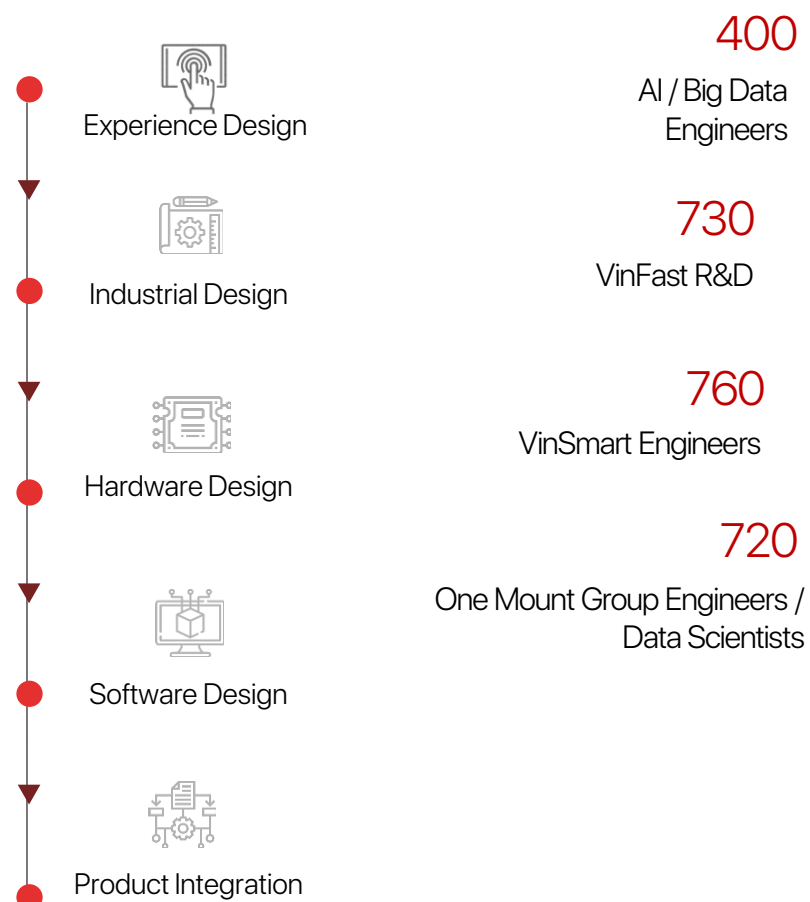 Experience Design
Industrial Design
Hardware Design
Software Design
Product Integration
400
AI / Big Data
Engineers
730
VinFast R&D
760
VinSmart Engineers
720
One Mount Group Engineers /
Data Scientists